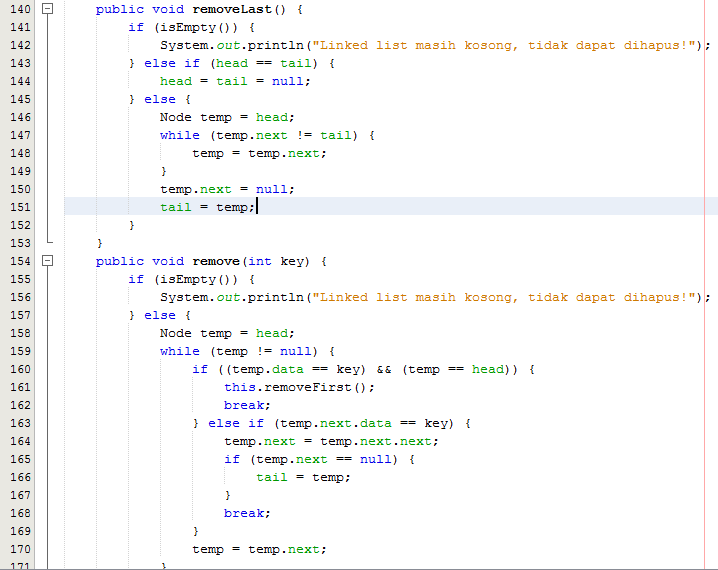 140 public void removeLast() {
141 if (isEmpty()) {
142 System.out.println("Linked list masih kosong, tidak dapat dihapus!");
143 } else if (head == tail) {
144 head = tail = null;
145 } else {
146 Node temp = head;
147 while (temp.next != tail) {
148 temp = temp.next;
149 }
150 temp.next = null;
151 tail = temp;
152 }
153 }
154 public void remove(int key) {
155 if (isEmpty()) {
156 System.out.println("Linked list masih kosong, tidak dapat dihapus!");
157 } else {
158 Node temp = head;
159 while (temp != null) {
160 if ((temp.data == key) && (temp == head)) {
161 this.removeFirst();
162 break;
163 } else if (temp.next.data == key) {
164 temp.next = temp.next.next;
165 if (temp.next == null) {
166 tail = temp;
167 }
168 break;
169 }
170 temp = temp.next;
171 }